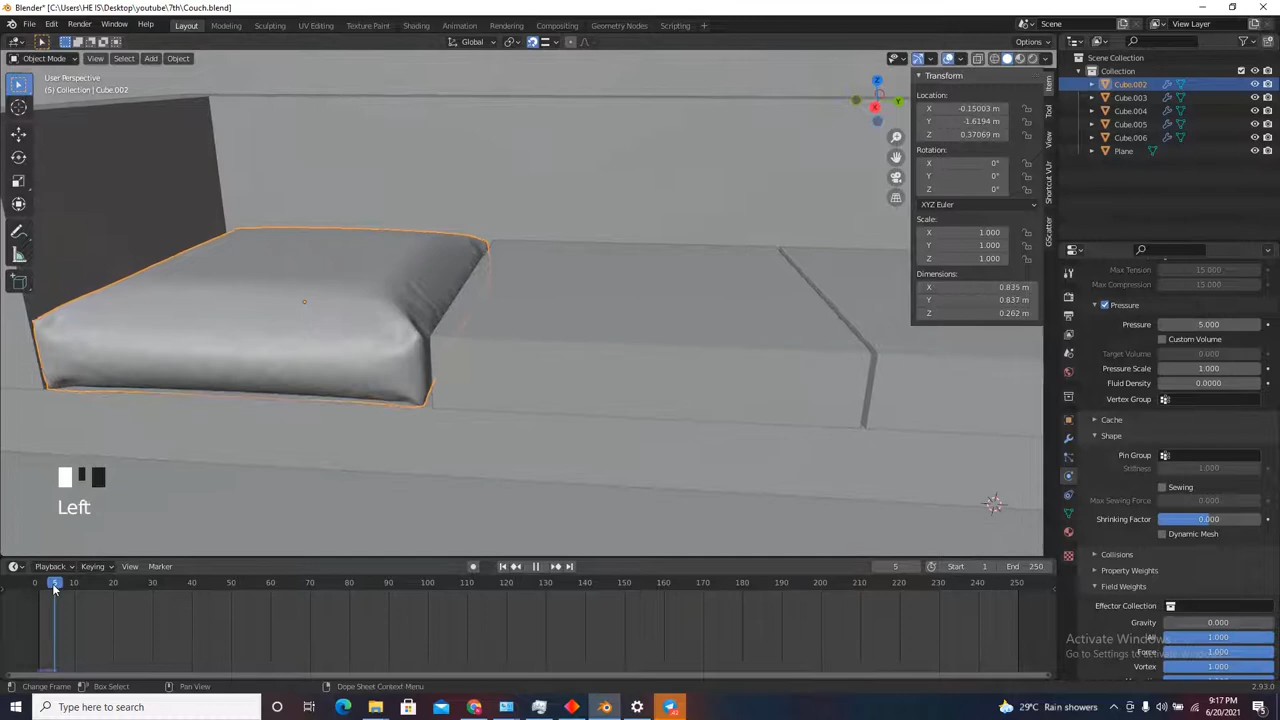 Blender* [C:\Users\HE IS\Desktop\youtube\7th\Couch.blend]
File Edit Render Window Help Layout Modeling Sculpting UV Editing Texture Paint Shading Animation Rendering Compositing Geometry Nodes Scripting + Scene View Layer
Global Options
Object Mode View Select Add Object
User Perspective
(5) Collection | Cube.002
Transform
Location:
X -0.15003 m
Y -1.6194 m
Z 0.37069 m
Rotation:
X 0°
Y 0°
Z 0°
XYZ Euler
Scale:
X 1.000
Y 1.000
Z 1.000
Dimensions:
X 0.835 m
Y 0.837 m
Z 0.262 m
Item
Tool
View
Shortcut VUr
GScatter
Z
Y
X
Scene Collection
Collection
Cube.002
Cube.003
Cube.004
Cube.005
Cube.006
Plane
Max Tension 15.000
Max Compression 15.000
Pressure
Pressure 5.000
Custom Volume
Target Volume 0.000
Pressure Scale 1.000
Fluid Density 0.0000
Vertex Group
Cache
Shape
Pin Group
Stiffness 1.000
Sewing
Max Sewing Force 0.000
Shrinking Factor 0.000
Dynamic Mesh
Collisions
Property Weights
Field Weights
Effector Collection
Gravity 0.000
All 1.000
Force 1.000
Vortex 1.000
Activate Windows
Go to Settings to activate Windows.
Left
Playback Keying View Marker 5 Start 1 End 250
0 5 10 20 30 40 50 60 70 80 90 100 110 120 130 140 150 160 170 180 190 200 210 220 230 240 250
Change Frame Box Select Pan View Dope Sheet Context Menu 2.93.0
Type here to search
29°C Rain showers
9:17 PM
6/20/2021